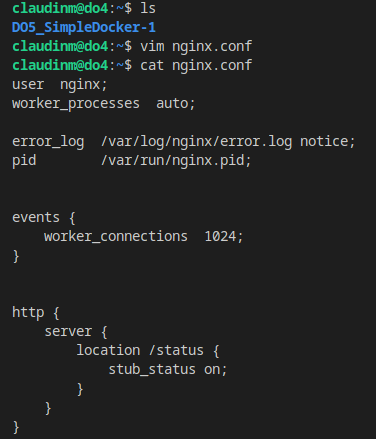 claudinm@do4:~$ ls
DO5_SimpleDocker-1
claudinm@do4:~$ vim nginx.conf
claudinm@do4:~$ cat nginx.conf
user  nginx;
worker_processes  auto;

error_log  /var/log/nginx/error.log notice;
pid        /var/run/nginx.pid;


events {
    worker_connections  1024;
}


http {
    server {
        location /status {
            stub_status on;
        }
    }
}